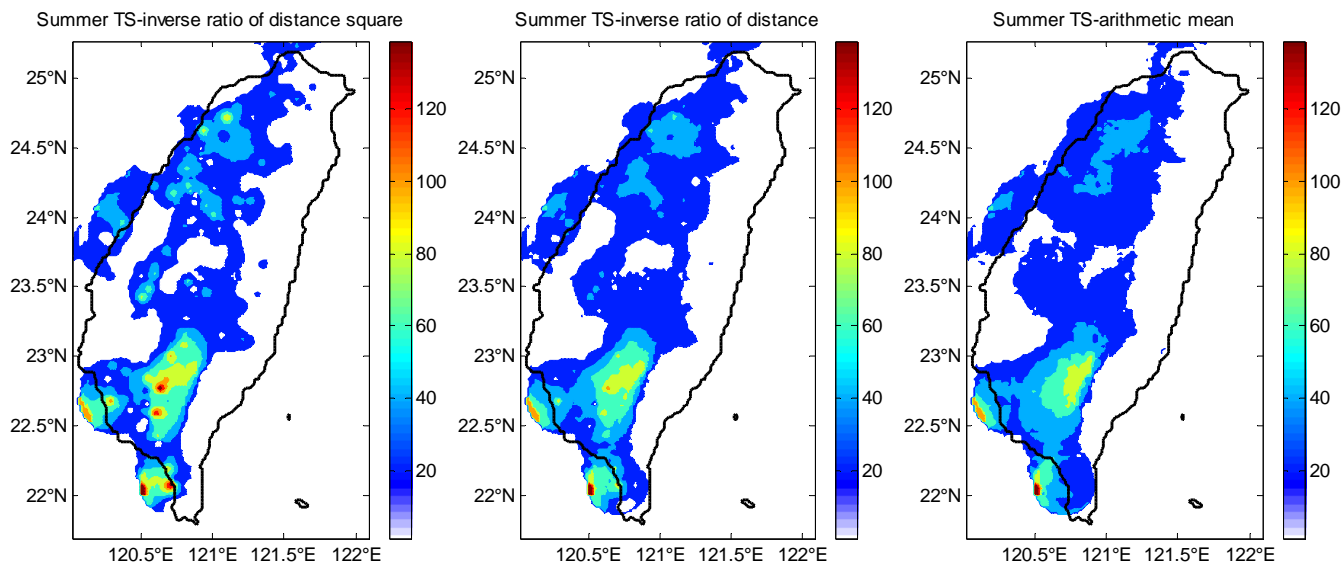 Summer TS-inverse ratio of distance square
25°N
24.5°N
24°N
23.5°N
23°N
22.5°N
22°N
120.5°E 121°E 121.5°E 122°E
120
100
80
60
40
20
Summer TS-inverse ratio of distance
25°N
24.5°N
24°N
23.5°N
23°N
22.5°N
22°N
120.5°E 121°E 121.5°E 122°E
120
100
80
60
40
20
Summer TS-arithmetic mean
25°N
24.5°N
24°N
23.5°N
23°N
22.5°N
22°N
120.5°E 121°E 121.5°E 122°E
120
100
80
60
40
20